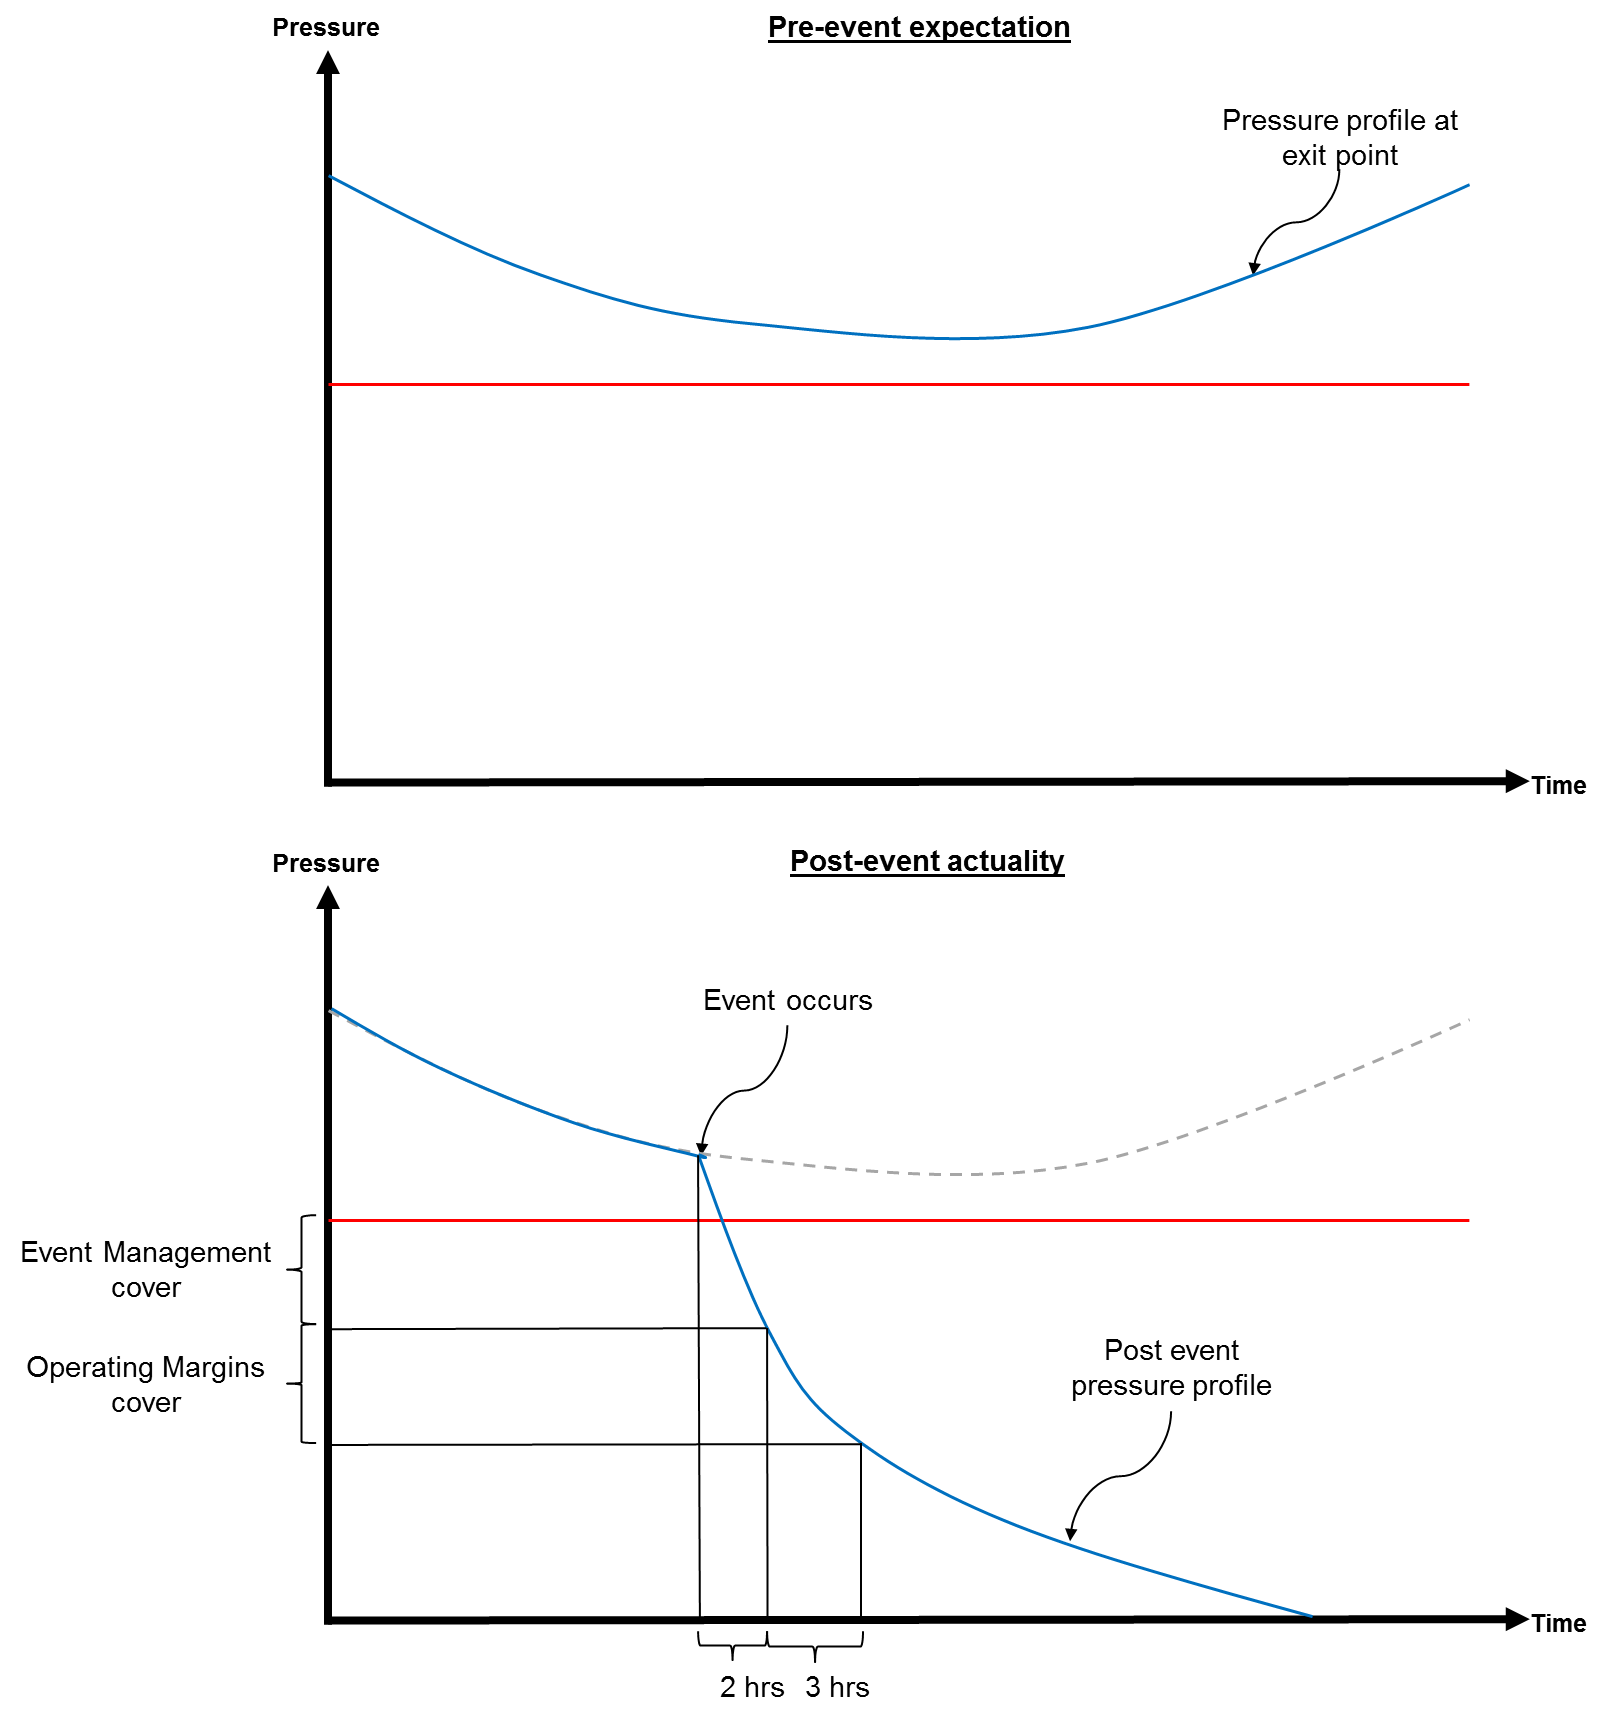 Pressure
Pre-event expectation
Pressure profile at
exit point
Time
Pressure
Post-event actuality
Event occurs
Event Management
cover
Operating Margins
cover
Post event
pressure profile
Time
2 hrs
3 hrs